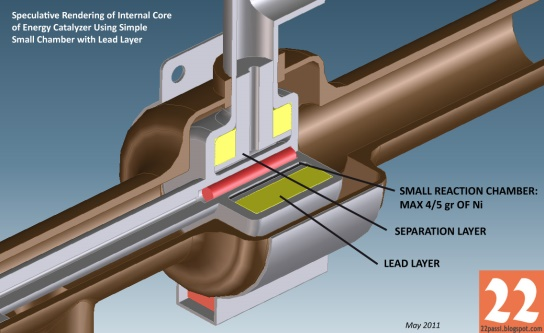 Speculative Rendering of Internal Core
of Energy Catalyzer Using Simple
Small Chamber with Lead Layer
SMALL REACTION CHAMBER:
MAX 4/5 gr OF Ni
SEPARATION LAYER
LEAD LAYER
May 2011
22
22passi.blogspot.com